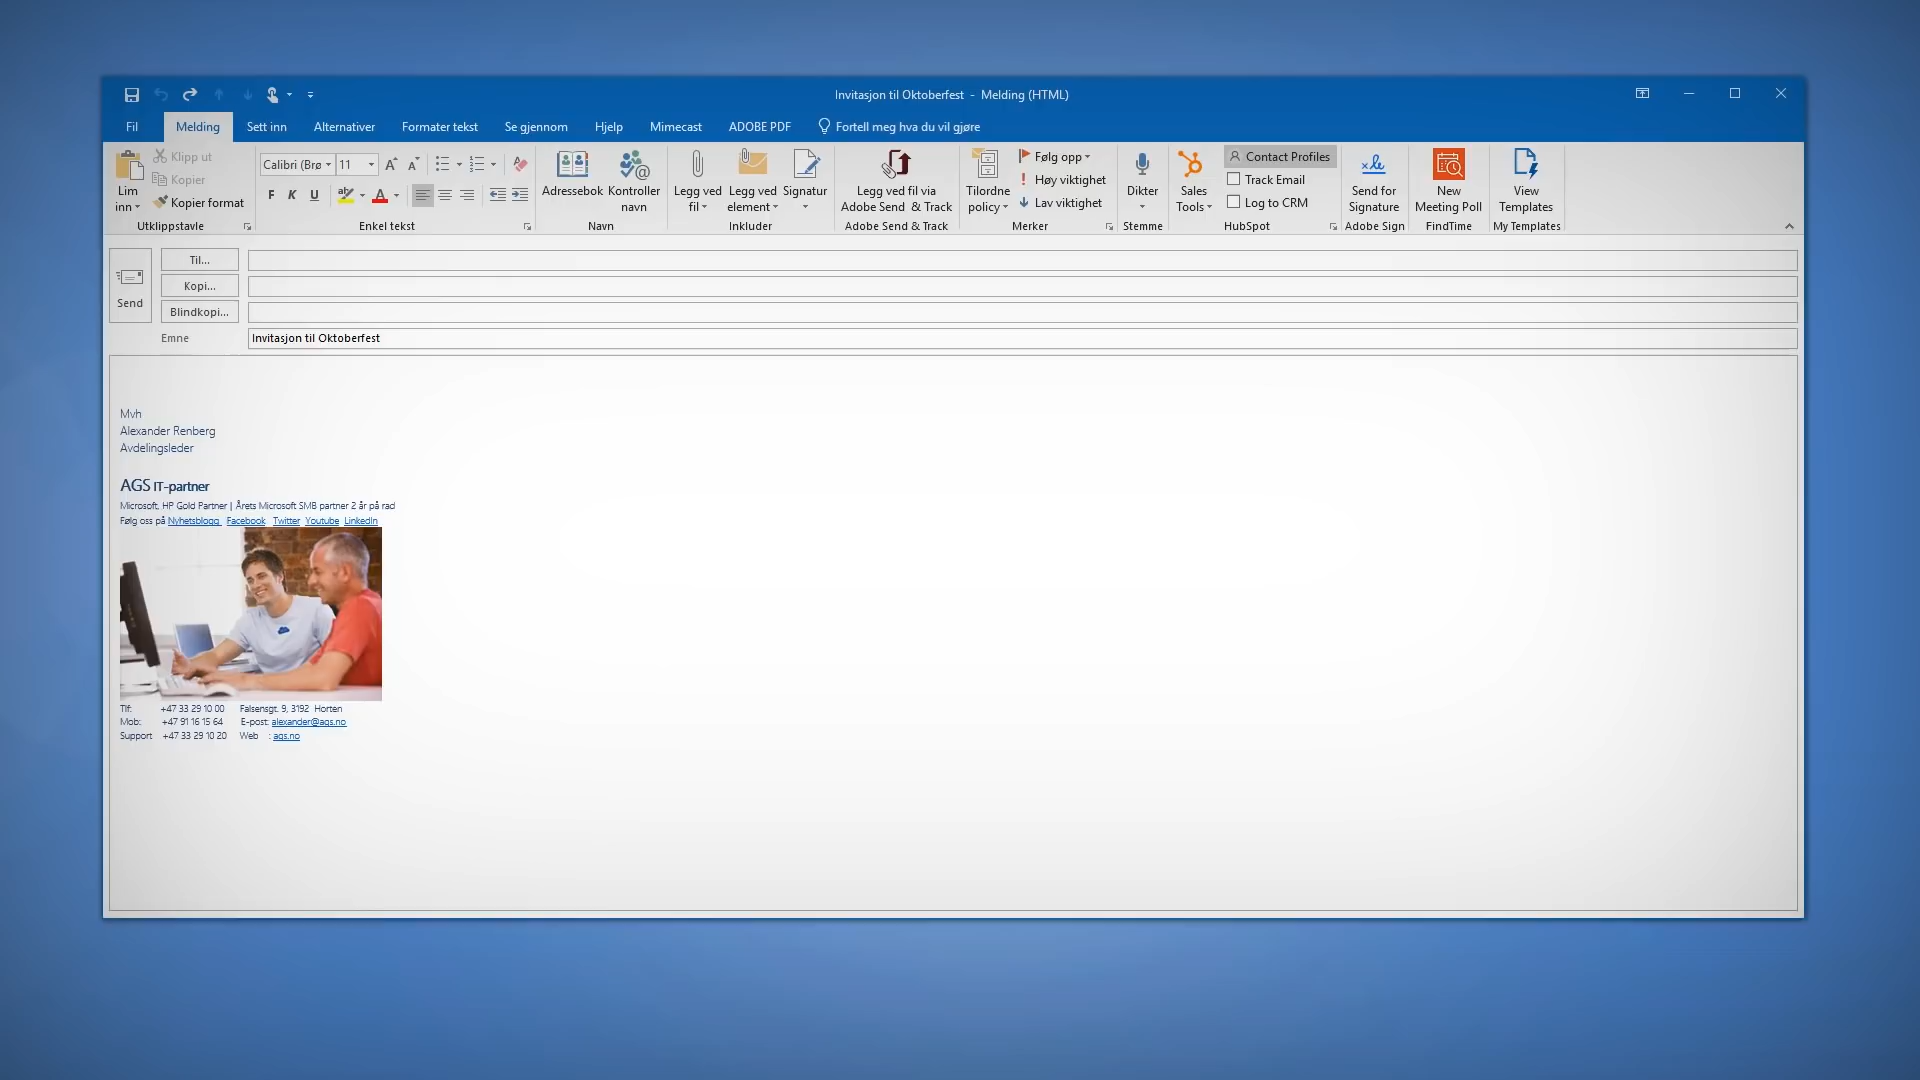 Invitasjon til Oktoberfest - Melding (HTML)
Fil Melding Sett inn Alternativer Formater tekst Se gjennom Hjelp Mimecast ADOBE PDF Fortell meg hva du vil gjøre
Lim inn
Klipp ut
Kopier
Kopier format
Utklippstavle
Calibri (Brø 11
F K U
Enkel tekst
Adressebok
Kontroller navn
Navn
Legg ved fil
Legg ved element
Signatur
Inkluder
Legg ved fil via
Adobe Send & Track
Adobe Send & Track
Tilordne policy
Følg opp
Høy viktighet
Lav viktighet
Merker
Dikter
Stemme
Sales Tools
Contact Profiles
Track Email
Log to CRM
HubSpot
Send for Signature
Adobe Sign
New Meeting Poll
FindTime
View Templates
My Templates
Send
Til...
Kopi...
Blindkopi...
Emne Invitasjon til Oktoberfest
Mvh
Alexander Renberg
Avdelingsleder
AGS IT-partner
Microsoft, HP Gold Partner | Årets Microsoft SMB partner 2 år på rad
Følg oss på Nyhetsblogg Facebook Twitter Youtube LinkedIn
Tlf: +47 33 29 10 00 Falsensgt. 9, 3192 Horten
Mob: +47 91 16 15 64 E-post: alexander@ags.no
Support +47 33 29 10 20 Web : ags.no